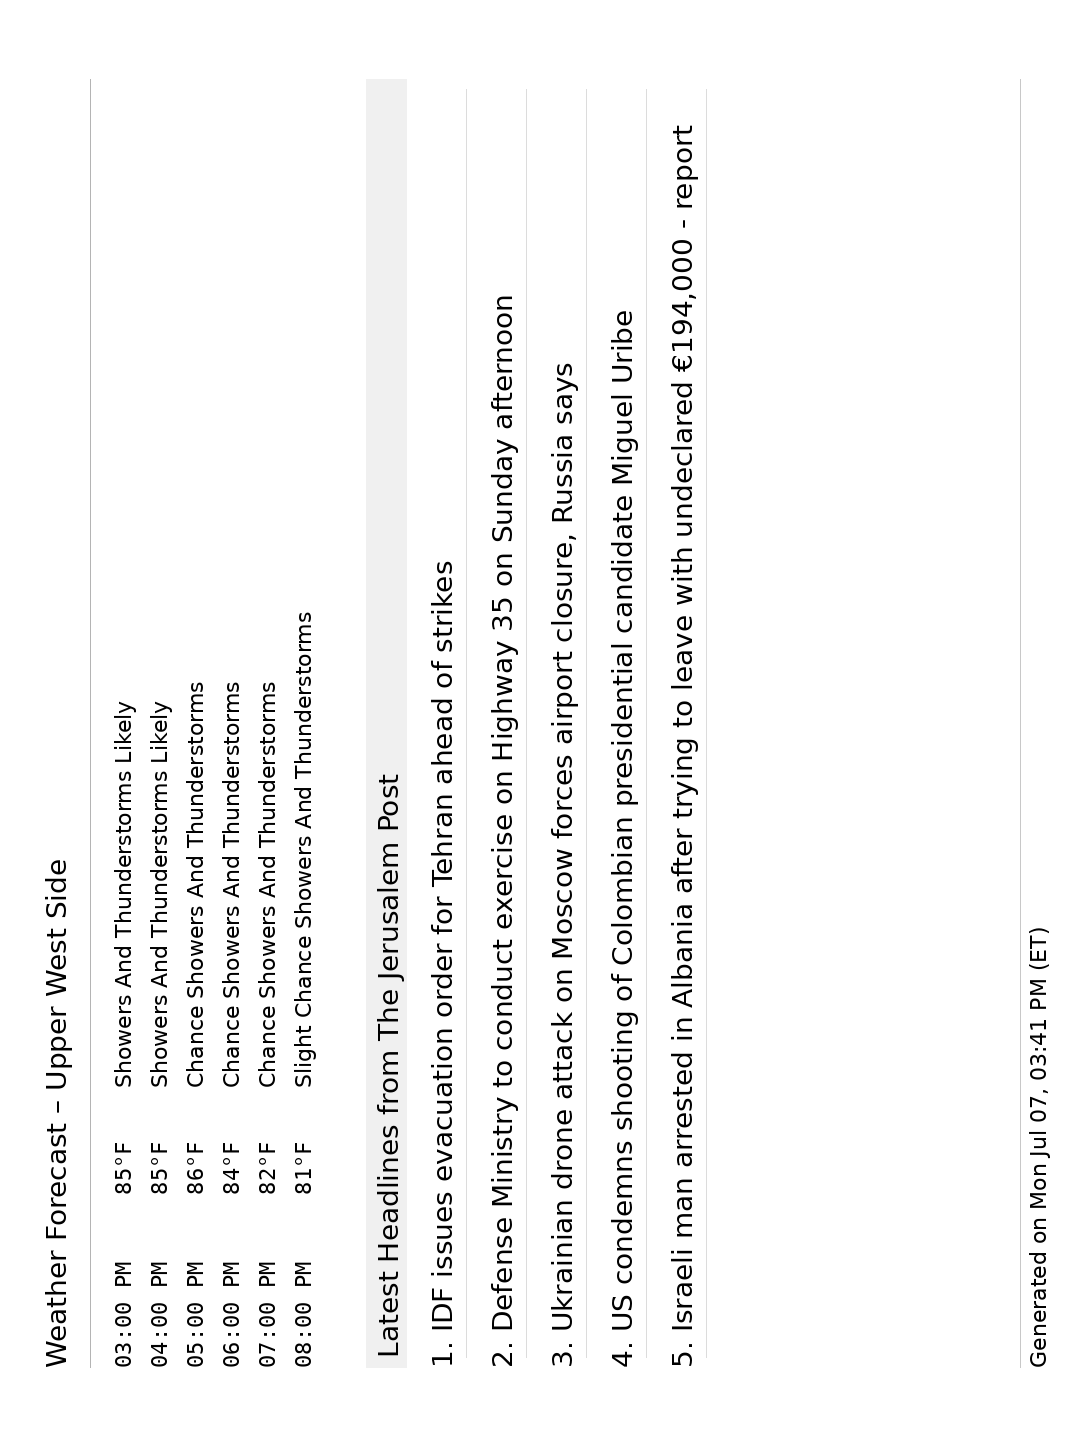 Weather Forecast – Upper West Side
03:00 PM 85°F Showers And Thunderstorms Likely
04:00 PM 85°F Showers And Thunderstorms Likely
05:00 PM 86°F Chance Showers And Thunderstorms
06:00 PM 84°F Chance Showers And Thunderstorms
07:00 PM 82°F Chance Showers And Thunderstorms
08:00 PM 81°F Slight Chance Showers And Thunderstorms
Latest Headlines from The Jerusalem Post
1. IDF issues evacuation order for Tehran ahead of strikes
2. Defense Ministry to conduct exercise on Highway 35 on Sunday afternoon
3. Ukrainian drone attack on Moscow forces airport closure, Russia says
4. US condemns shooting of Colombian presidential candidate Miguel Uribe
5. Israeli man arrested in Albania after trying to leave with undeclared €194,000 - report
Generated on Mon Jul 07, 03:41 PM (ET)